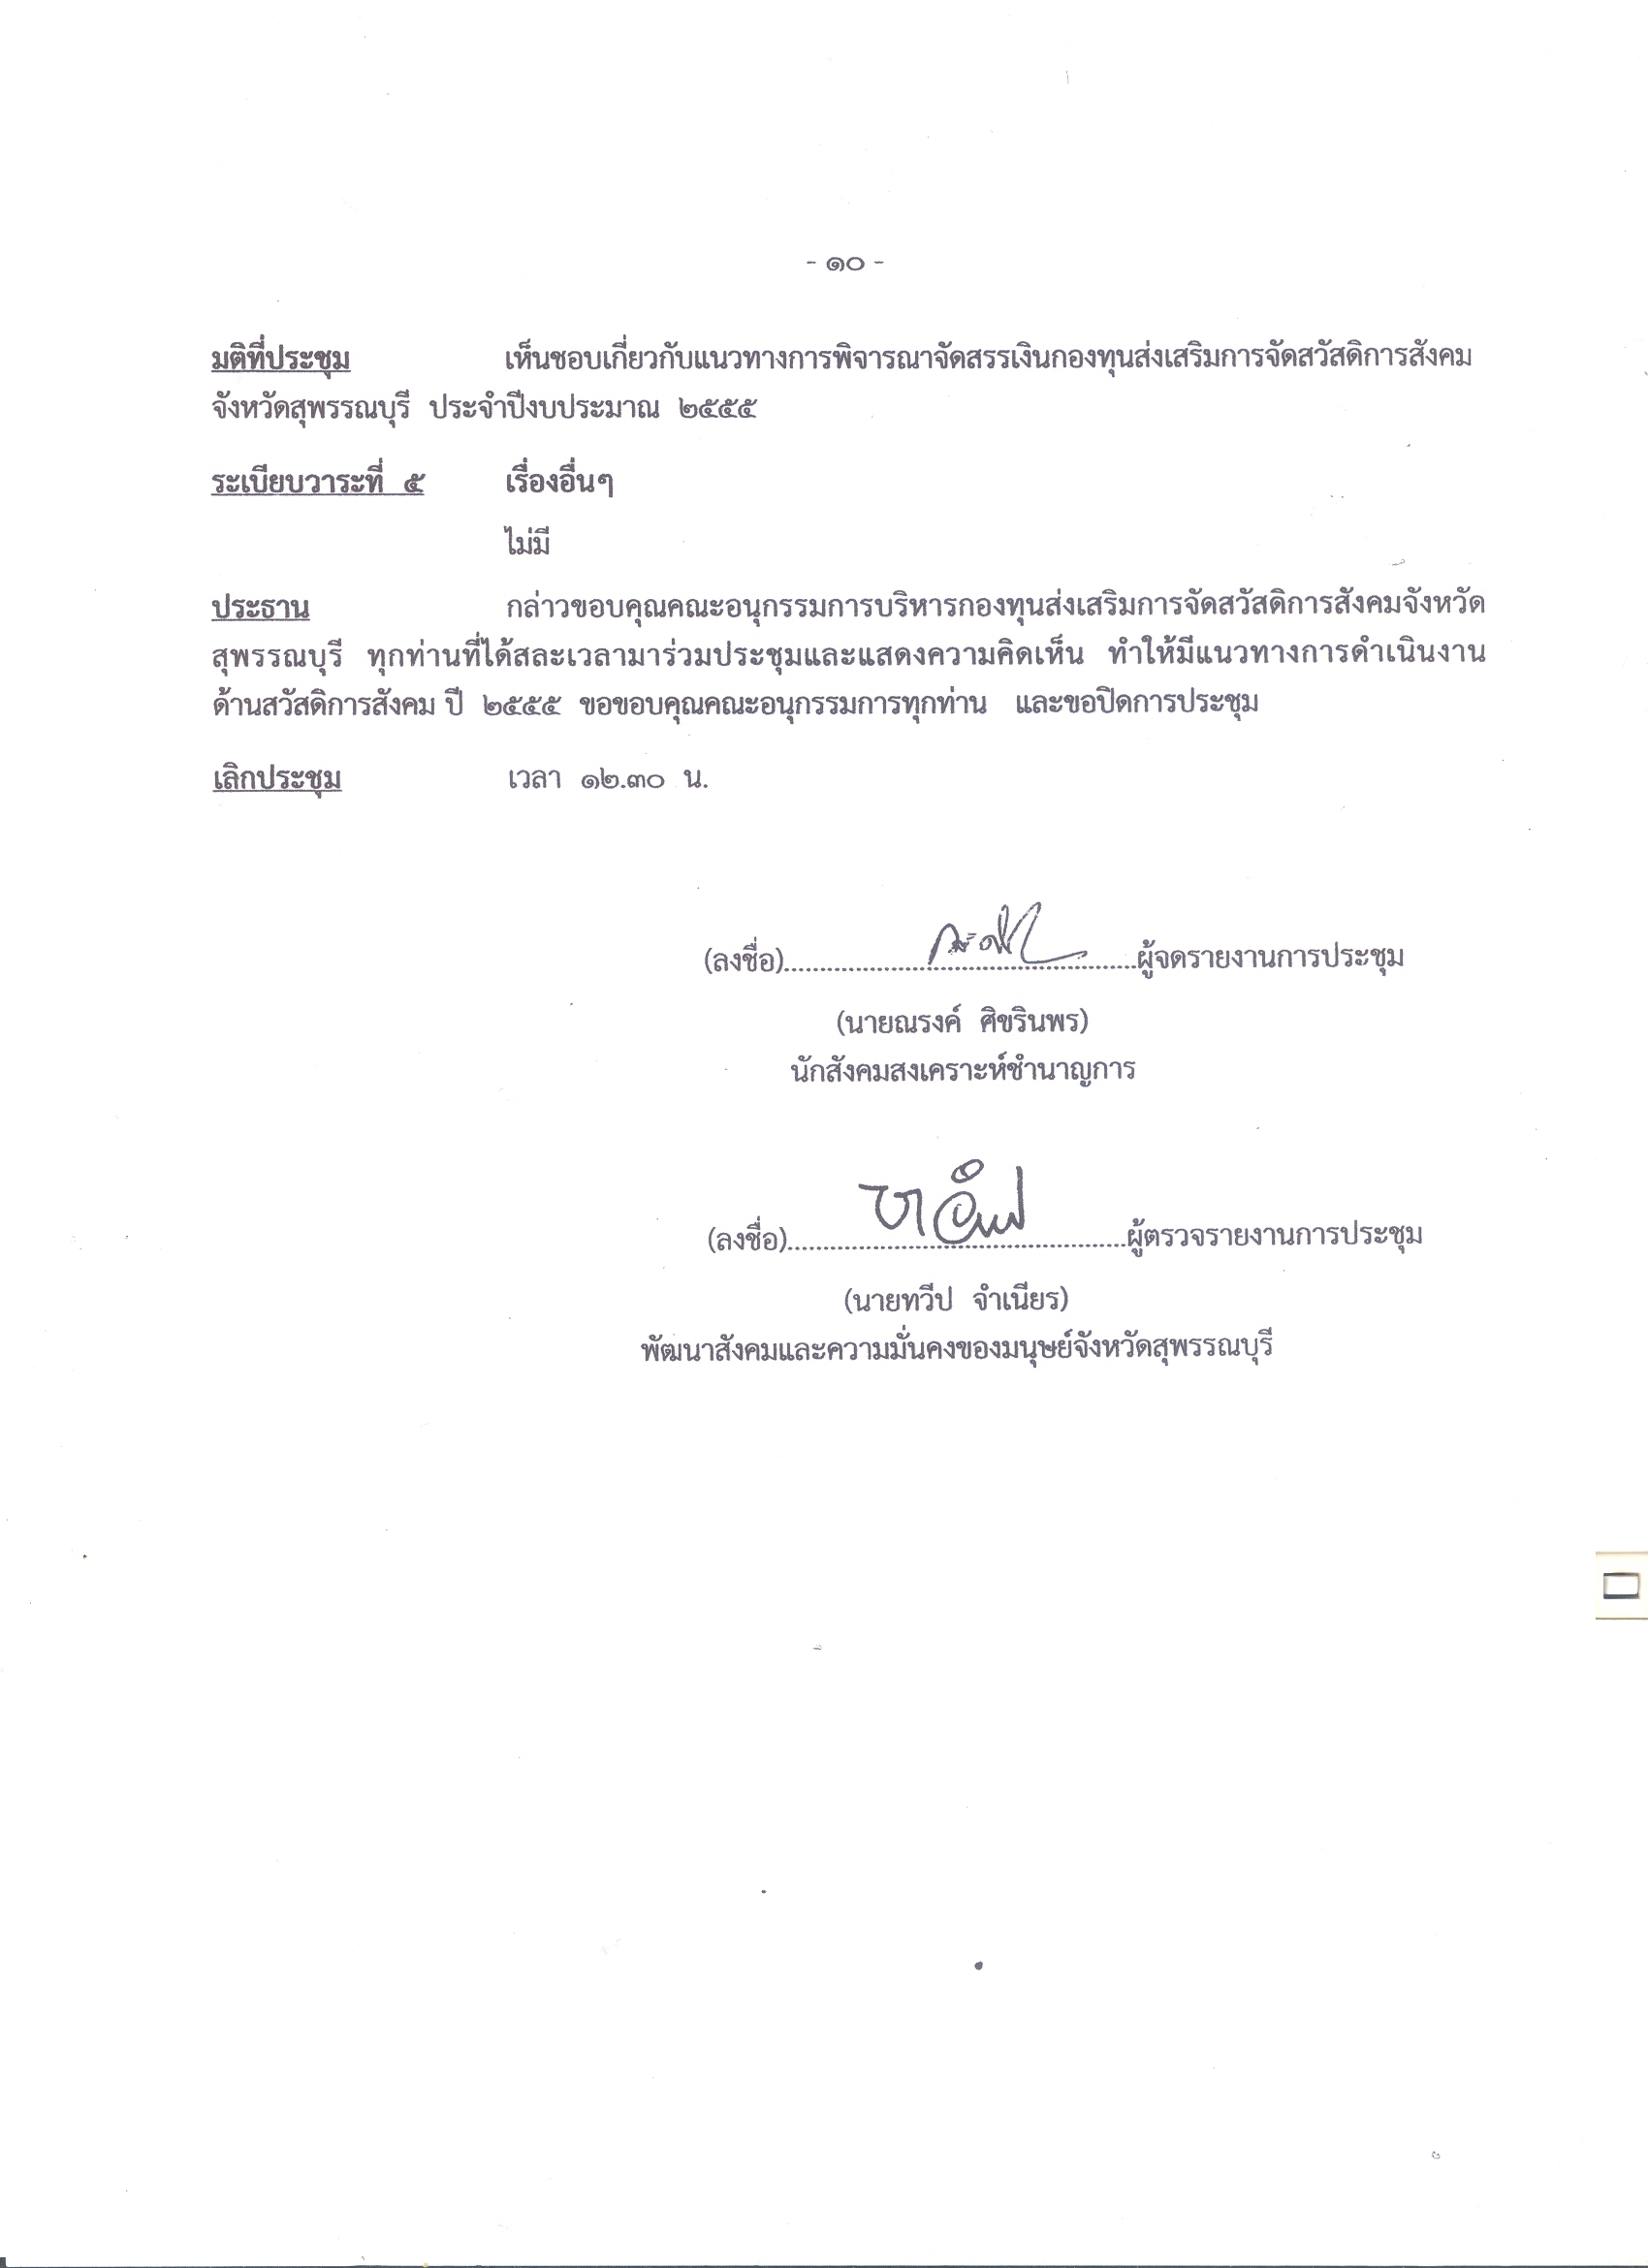 - ๑๐ -
มติที่ประชุม เห็นชอบเกี่ยวกับแนวทางการพิจารณาจัดสรรเงินกองทุนส่งเสริมการจัดสวัสดิการสังคม
จังหวัดสุพรรณบุรี ประจำปีงบประมาณ ๒๕๕๕
ระเบียบวาระที่ ๕ เรื่องอื่นๆ
ไม่มี
ประธาน กล่าวขอบคุณคณะอนุกรรมการบริหารกองทุนส่งเสริมการจัดสวัสดิการสังคมจังหวัด
สุพรรณบุรี ทุกท่านที่ได้สละเวลามาร่วมประชุมและแสดงความคิดเห็น ทำให้มีแนวทางการดำเนินงาน
ด้านสวัสดิการสังคม ปี ๒๕๕๕ ขอขอบคุณคณะอนุกรรมการทุกท่าน และขอปิดการประชุม
เลิกประชุม เวลา ๑๒.๓๐ น.
(ลงชื่อ)..................................................ผู้จดรายงานการประชุม
(นายณรงค์ ศิขรินพร)
นักสังคมสงเคราะห์ชำนาญการ
(ลงชื่อ)................................................ผู้ตรวจรายงานการประชุม
(นายทวีป จำเนียร)
พัฒนาสังคมและความมั่นคงของมนุษย์จังหวัดสุพรรณบุรี